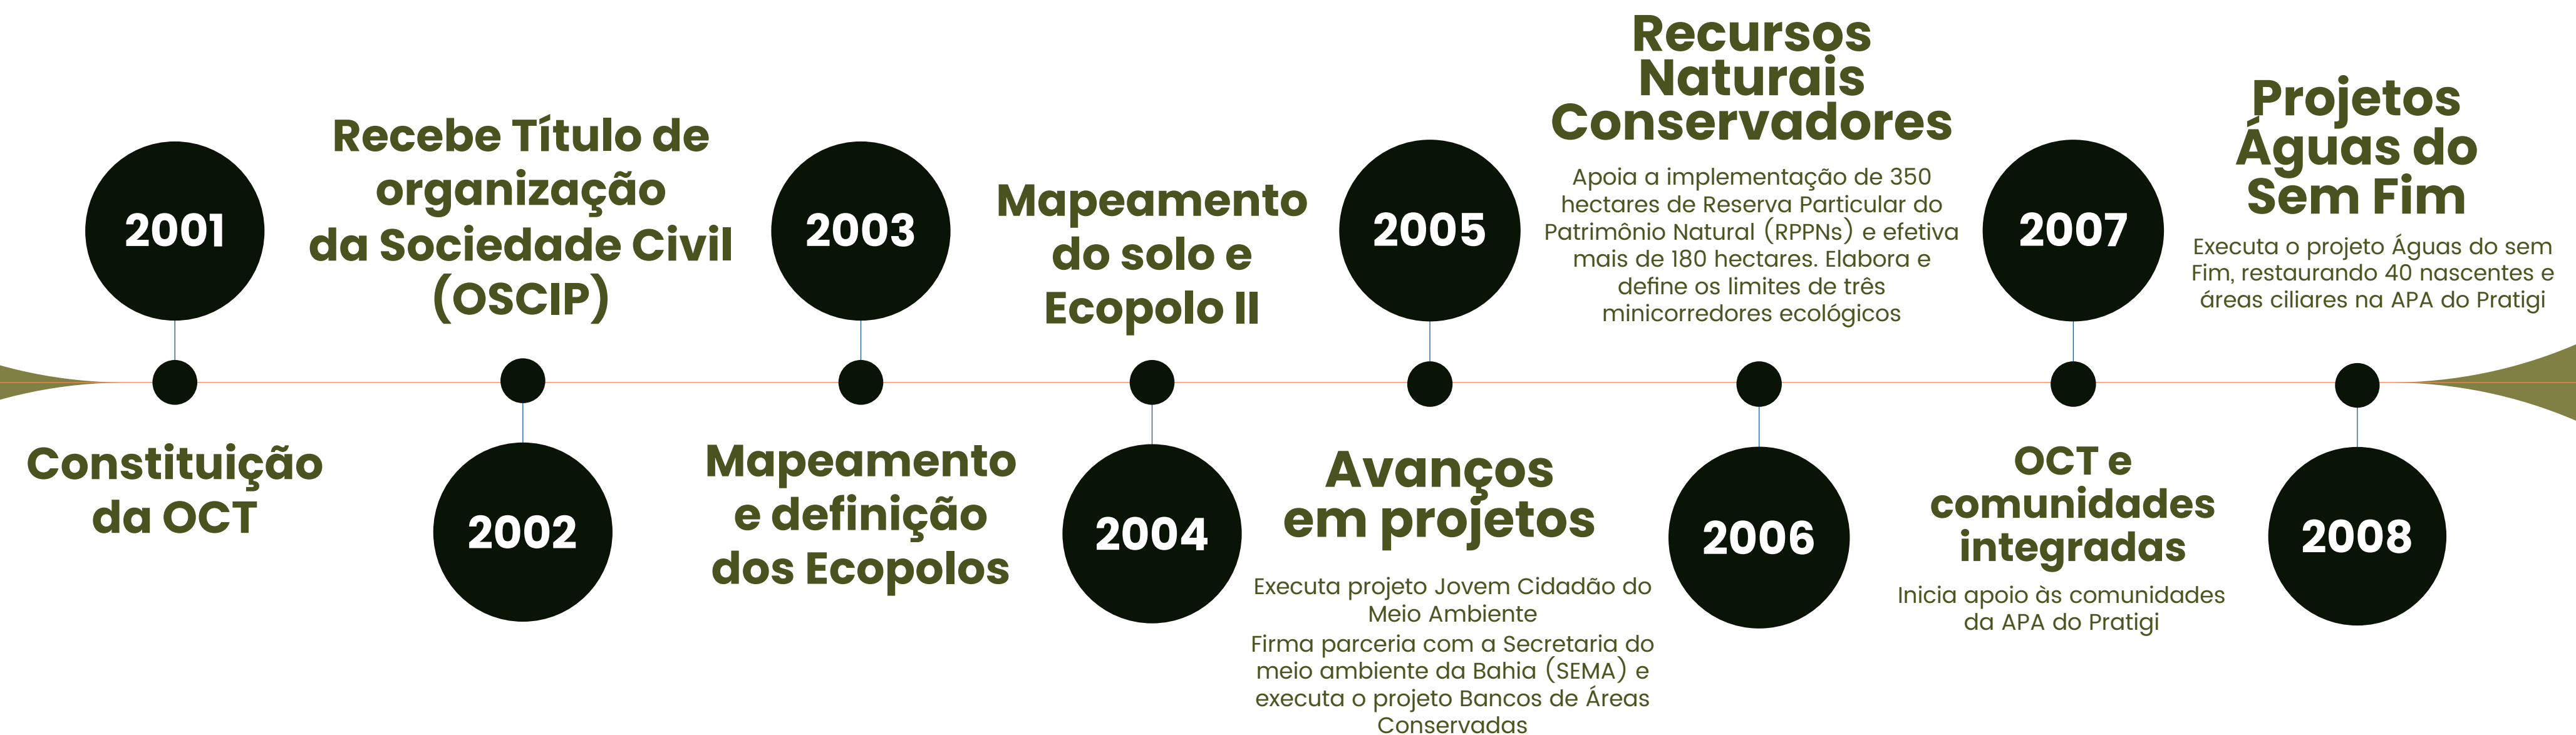 2001
Constituição
da OCT
Recebe Título de
organização
da Sociedade Civil
(OSCIP)
2002
2003
Mapeamento
e definição
dos Ecopolos
Mapeamento
do solo e
Ecopolo II
2004
2005
Avanços
em projetos
Executa projeto Jovem Cidadão do
Meio Ambiente
Firma parceria com a Secretaria do
meio ambiente da Bahia (SEMA) e
executa o projeto Bancos de Áreas
Conservadas
Recursos
Naturais
Conservadores
Apoia a implementação de 350
hectares de Reserva Particular do
Patrimônio Natural (RPPNs) e efetiva
mais de 180 hectares. Elabora e
define os limites de três
minicorredores ecológicos
2006
2007
OCT e
comunidades
integradas
Inicia apoio às comunidades
da APA do Pratigi
Projetos
Águas do
Sem Fim
Executa o projeto Águas do sem
Fim, restaurando 40 nascentes e
áreas ciliares na APA do Pratigi
2008